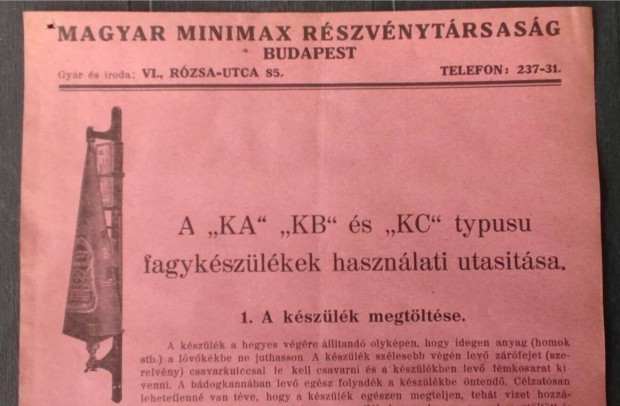 MAGYAR MINIMAX RÉSZVÉNYTÁRSASÁG
BUDAPEST
Gyár és iroda: VI., RÓZSA-UTCA 85. TELEFON: 237-31.
A „KA“ „KB“ és „KC“ typusu
fagykészülékek használati utasitása.
1. A készülék megtöltése.
A készülék a hegyes végére állitandó olyképen, hogy idegen anyag (homok
stb.) a lövőkékbe ne juthasson. A készülék szélesebb végén levő zárófejet (sze-
relvény) csavarkulccsal le kell csavarni és a készülékben levő fémkosarat ki
venni. A bádogkannában levő egész folyadék a készülékbe öntendő. Célzatosan
lehetetlenné van téve, hogy a készülék egészen megteljen, tehát vizet hozzá-